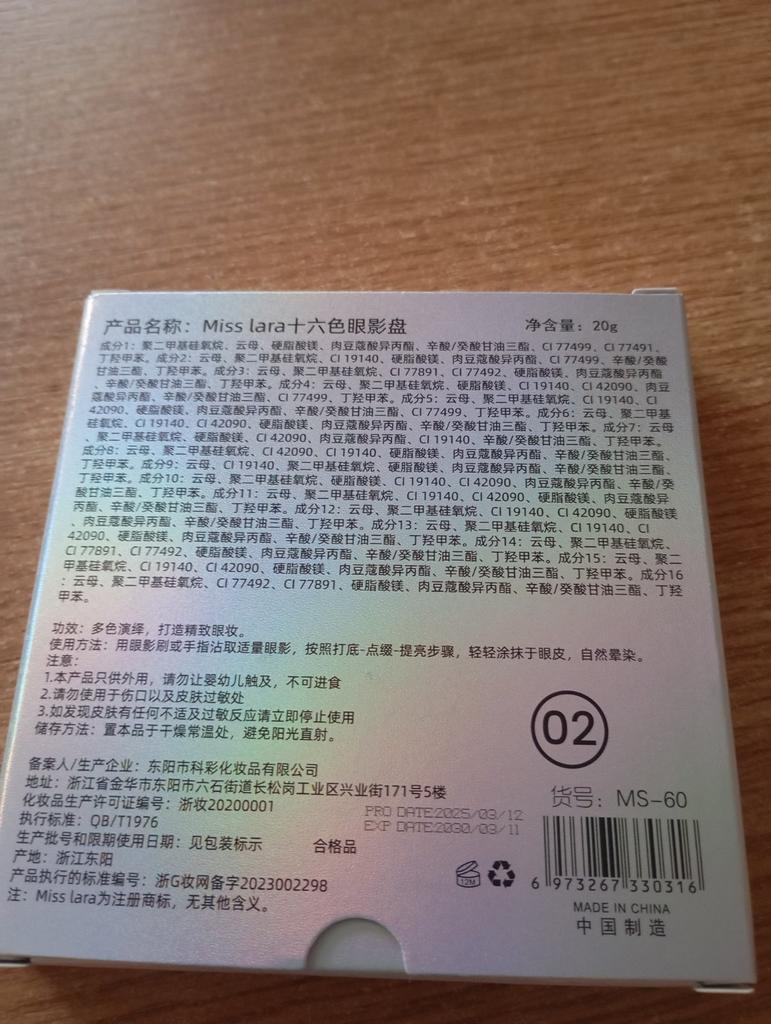 产品名称：Miss lara十六色眼影盘 净含量：20g
成分1：聚二甲基硅氧烷、云母、硬脂酸镁、肉豆蔻酸异丙酯、辛酸/癸酸甘油三酯、CI 77499、CI 77491、
丁羟甲苯。成分2：云母、聚二甲基硅氧烷、CI 19140、硬脂酸镁、肉豆蔻酸异丙酯、CI 77499、辛酸/癸酸
甘油三酯、丁羟甲苯。成分3：云母、聚二甲基硅氧烷、CI 77891、CI 77492、硬脂酸镁、肉豆蔻酸异丙酯
、辛酸/癸酸甘油三酯、丁羟甲苯。成分4：云母、聚二甲基硅氧烷、硬脂酸镁、CI 19140、CI 42090、肉豆
蔻酸异丙酯、辛酸/癸酸甘油三酯、CI 77499、丁羟甲苯。成分5：云母、聚二甲基硅氧烷、CI 19140、CI
42090、硬脂酸镁、肉豆蔻酸异丙酯、辛酸/癸酸甘油三酯、CI 77499、丁羟甲苯。成分6：云母、聚二甲基
硅氧烷、CI 19140、CI 42090、硬脂酸镁、肉豆蔻酸异丙酯、辛酸/癸酸甘油三酯、丁羟甲苯。成分7：云母
、聚二甲基硅氧烷、硬脂酸镁、CI 42090、肉豆蔻酸异丙酯、CI 19140、辛酸/癸酸甘油三酯、丁羟甲苯。
成分8：云母、聚二甲基硅氧烷、CI 42090、CI 19140、硬脂酸镁、肉豆蔻酸异丙酯、辛酸/癸酸甘油三酯、
丁羟甲苯。成分9：云母、CI 19140、聚二甲基硅氧烷、硬脂酸镁、肉豆蔻酸异丙酯、辛酸/癸酸甘油三酯、
丁羟甲苯。成分10：云母、聚二甲基硅氧烷、硬脂酸镁、CI 19140、CI 42090、肉豆蔻酸异丙酯、辛酸/癸
酸甘油三酯、丁羟甲苯。成分11：云母、聚二甲基硅氧烷、CI 19140、CI 42090、硬脂酸镁、肉豆蔻酸异
丙酯、辛酸/癸酸甘油三酯、丁羟甲苯。成分12：云母、聚二甲基硅氧烷、CI 19140、CI 42090、硬脂酸镁
、肉豆蔻酸异丙酯、辛酸/癸酸甘油三酯、丁羟甲苯。成分13：云母、聚二甲基硅氧烷、CI 19140、CI
42090、硬脂酸镁、肉豆蔻酸异丙酯、辛酸/癸酸甘油三酯、丁羟甲苯。成分14：云母、聚二甲基硅氧烷、
CI 77891、CI 77492、硬脂酸镁、肉豆蔻酸异丙酯、辛酸/癸酸甘油三酯、丁羟甲苯。成分15：云母、聚二
甲基硅氧烷、CI 19140、CI 42090、硬脂酸镁、肉豆蔻酸异丙酯、辛酸/癸酸甘油三酯、丁羟甲苯。成分16
：云母、聚二甲基硅氧烷、CI 77492、CI 77891、硬脂酸镁、肉豆蔻酸异丙酯、辛酸/癸酸甘油三酯、丁羟
甲苯。
功效：多色演绎，打造精致眼妆。
使用方法：用眼影刷或手指沾取适量眼影，按照打底-点缀-提亮步骤，轻轻涂抹于眼皮，自然晕染。
注意：
1.本产品只供外用，请勿让婴幼儿触及，不可进食
2.请勿使用于伤口以及皮肤过敏处
3.如发现皮肤有任何不适及过敏反应请立即停止使用
储存方法：置本品于干燥常温处，避免阳光直射。
02
备案人/生产企业：东阳市科彩化妆品有限公司
地址：浙江省金华市东阳市六石街道长松岗工业区兴业街171号5楼
化妆品生产许可证编号：浙妆20200001
执行标准：QB/T1976
生产批号和限期使用日期：见包装标示 合格品
产地：浙江东阳
产品执行的标准编号：浙G妆网备字2023002298
注：Miss lara为注册商标，无其他含义。
PRO DATE2025/03/12
EXP DATE2030/03/11
货号：MS-60
12M
6 973267 330316
MADE IN CHINA
中国制造